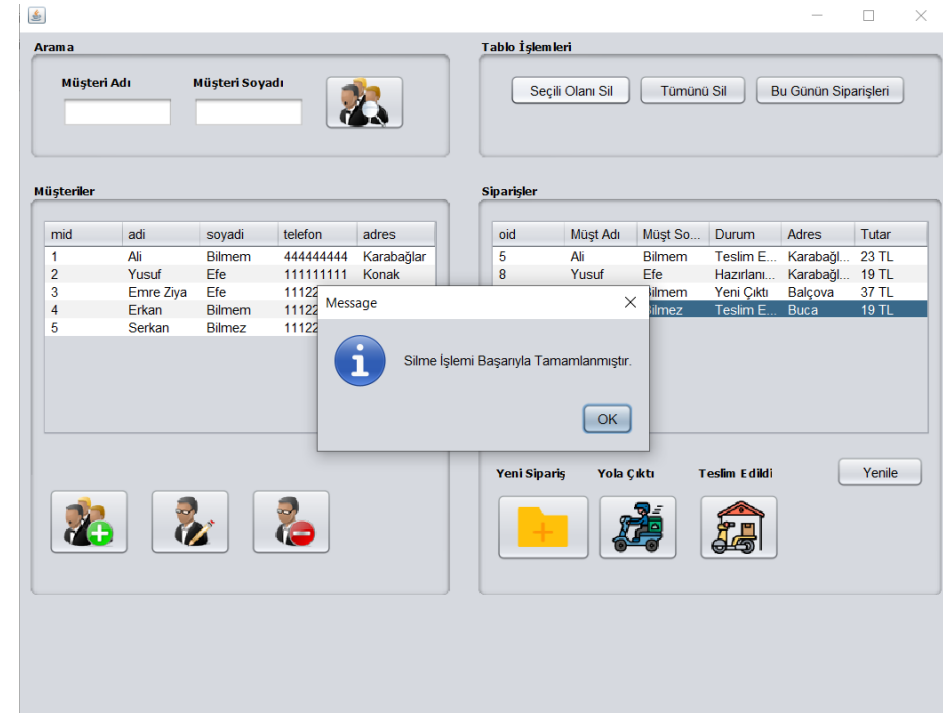 Arama
Müşteri Adı Müşteri Soyadı
Tablo İşlemleri
Seçili Olanı Sil Tümünü Sil Bu Günün Siparişleri
Müşteriler
mid adi soyadi telefon adres
1 Ali Bilmem 444444444 Karabağlar
2 Yusuf Efe 111111111 Konak
3 Emre Ziya Efe 11122
4 Erkan Bilmem 11122
5 Serkan Bilmez 11122
Siparişler
oid Müşt Adı Müşt So... Durum Adres Tutar
5 Ali Bilmem Teslim E... Karabağl... 23 TL
8 Yusuf Efe Hazırlanı... Karabağl... 19 TL
Bilmem Yeni Çıktı Balçova 37 TL
Bilmez Teslim E... Buca 19 TL
Message
Silme İşlemi Başarıyla Tamamlanmıştır.
OK
Yeni Sipariş Yola Çıktı Teslim Edildi Yenile